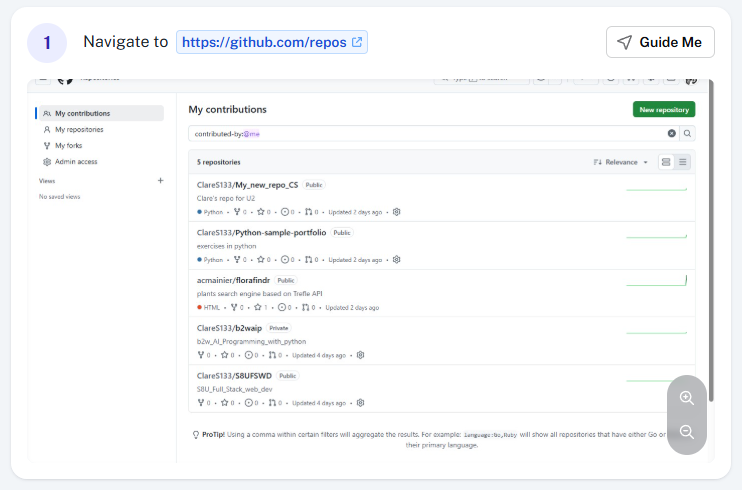 1 Navigate to https://github.com/repos Guide Me
Repositories
My contributions
My repositories
My forks
Admin access
Views +
No saved views
My contributions New repository
contributed-by:@me
5 repositories Relevance
ClareS133/My_new_repo_CS Public
Clare's repo for U2
Python 0 0 0 0 Updated 2 days ago
ClareS133/Python-sample-portfolio Public
exercises in python
Python 0 0 0 0 Updated 2 days ago
acmainier/florafindr Public
plants search engine based on Trefle API
HTML 0 1 0 0 Updated 2 days ago
ClareS133/b2waip Private
b2w_AI_Programming_with_python
0 0 0 0 Updated 4 days ago
ClareS133/S8UFSWD Public
S8U_Full_Stack_web_dev
0 0 0 0 Updated 4 days ago
ProTip! Using a comma within certain filters will aggregate the results. For example: language:Go,Ruby will show all repositories that have either Go or
their primary language.